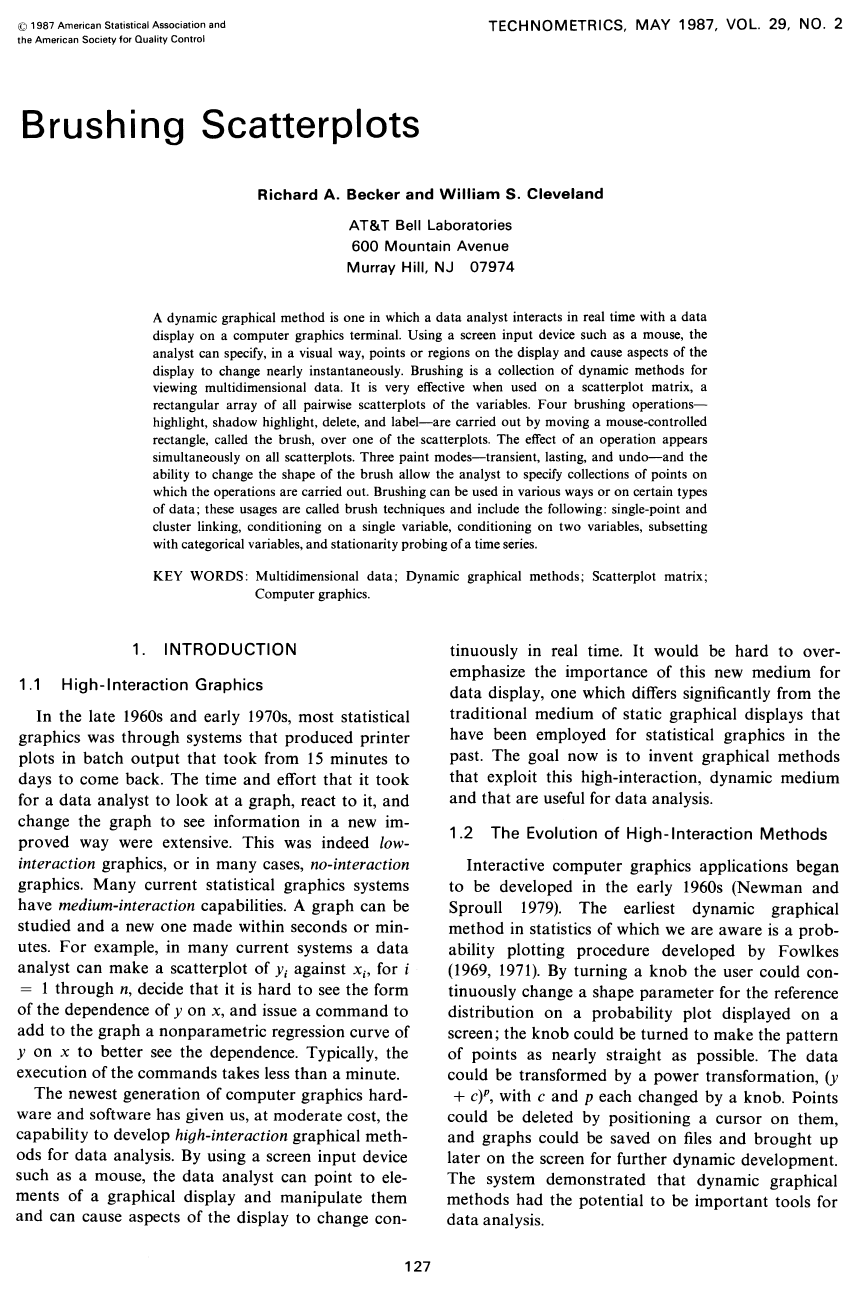 © 1987 American Statistical Association and
the American Society for Quality Control
TECHNOMETRICS, MAY 1987, VOL. 29, NO. 2
Brushing Scatterplots
Richard A. Becker and William S. Cleveland
AT&T Bell Laboratories
600 Mountain Avenue
Murray Hill, NJ 07974
A dynamic graphical method is one in which a data analyst interacts in real time with a data
display on a computer graphics terminal. Using a screen input device such as a mouse, the
analyst can specify, in a visual way, points or regions on the display and cause aspects of the
display to change nearly instantaneously. Brushing is a collection of dynamic methods for
viewing multidimensional data. It is very effective when used on a scatterplot matrix, a
rectangular array of all pairwise scatterplots of the variables. Four brushing operations—
highlight, shadow highlight, delete, and label—are carried out by moving a mouse-controlled
rectangle, called the brush, over one of the scatterplots. The effect of an operation appears
simultaneously on all scatterplots. Three paint modes—transient, lasting, and undo—and the
ability to change the shape of the brush allow the analyst to specify collections of points on
which the operations are carried out. Brushing can be used in various ways or on certain types
of data; these usages are called brush techniques and include the following: single-point and
cluster linking, conditioning on a single variable, conditioning on two variables, subsetting
with categorical variables, and stationarity probing of a time series.
KEY WORDS: Multidimensional data; Dynamic graphical methods; Scatterplot matrix;
Computer graphics.
1. INTRODUCTION
1.1 High-Interaction Graphics
In the late 1960s and early 1970s, most statistical
graphics was through systems that produced printer
plots in batch output that took from 15 minutes to
days to come back. The time and effort that it took
for a data analyst to look at a graph, react to it, and
change the graph to see information in a new im-
proved way were extensive. This was indeed low-
interaction graphics, or in many cases, no-interaction
graphics. Many current statistical graphics systems
have medium-interaction capabilities. A graph can be
studied and a new one made within seconds or min-
utes. For example, in many current systems a data
analyst can make a scatterplot of yᵢ against xᵢ, for i
= 1 through n, decide that it is hard to see the form
of the dependence of y on x, and issue a command to
add to the graph a nonparametric regression curve of
y on x to better see the dependence. Typically, the
execution of the commands takes less than a minute.
The newest generation of computer graphics hard-
ware and software has given us, at moderate cost, the
capability to develop high-interaction graphical meth-
ods for data analysis. By using a screen input device
such as a mouse, the data analyst can point to ele-
ments of a graphical display and manipulate them
and can cause aspects of the display to change con-
tinuously in real time. It would be hard to over-
emphasize the importance of this new medium for
data display, one which differs significantly from the
traditional medium of static graphical displays that
have been employed for statistical graphics in the
past. The goal now is to invent graphical methods
that exploit this high-interaction, dynamic medium
and that are useful for data analysis.
1.2 The Evolution of High-Interaction Methods
Interactive computer graphics applications began
to be developed in the early 1960s (Newman and
Sproull 1979). The earliest dynamic graphical
method in statistics of which we are aware is a prob-
ability plotting procedure developed by Fowlkes
(1969, 1971). By turning a knob the user could con-
tinuously change a shape parameter for the reference
distribution on a probability plot displayed on a
screen; the knob could be turned to make the pattern
of points as nearly straight as possible. The data
could be transformed by a power transformation, (y
+ c)ᵖ, with c and p each changed by a knob. Points
could be deleted by positioning a cursor on them,
and graphs could be saved on files and brought up
later on the screen for further dynamic development.
The system demonstrated that dynamic graphical
methods had the potential to be important tools for
data analysis.
127